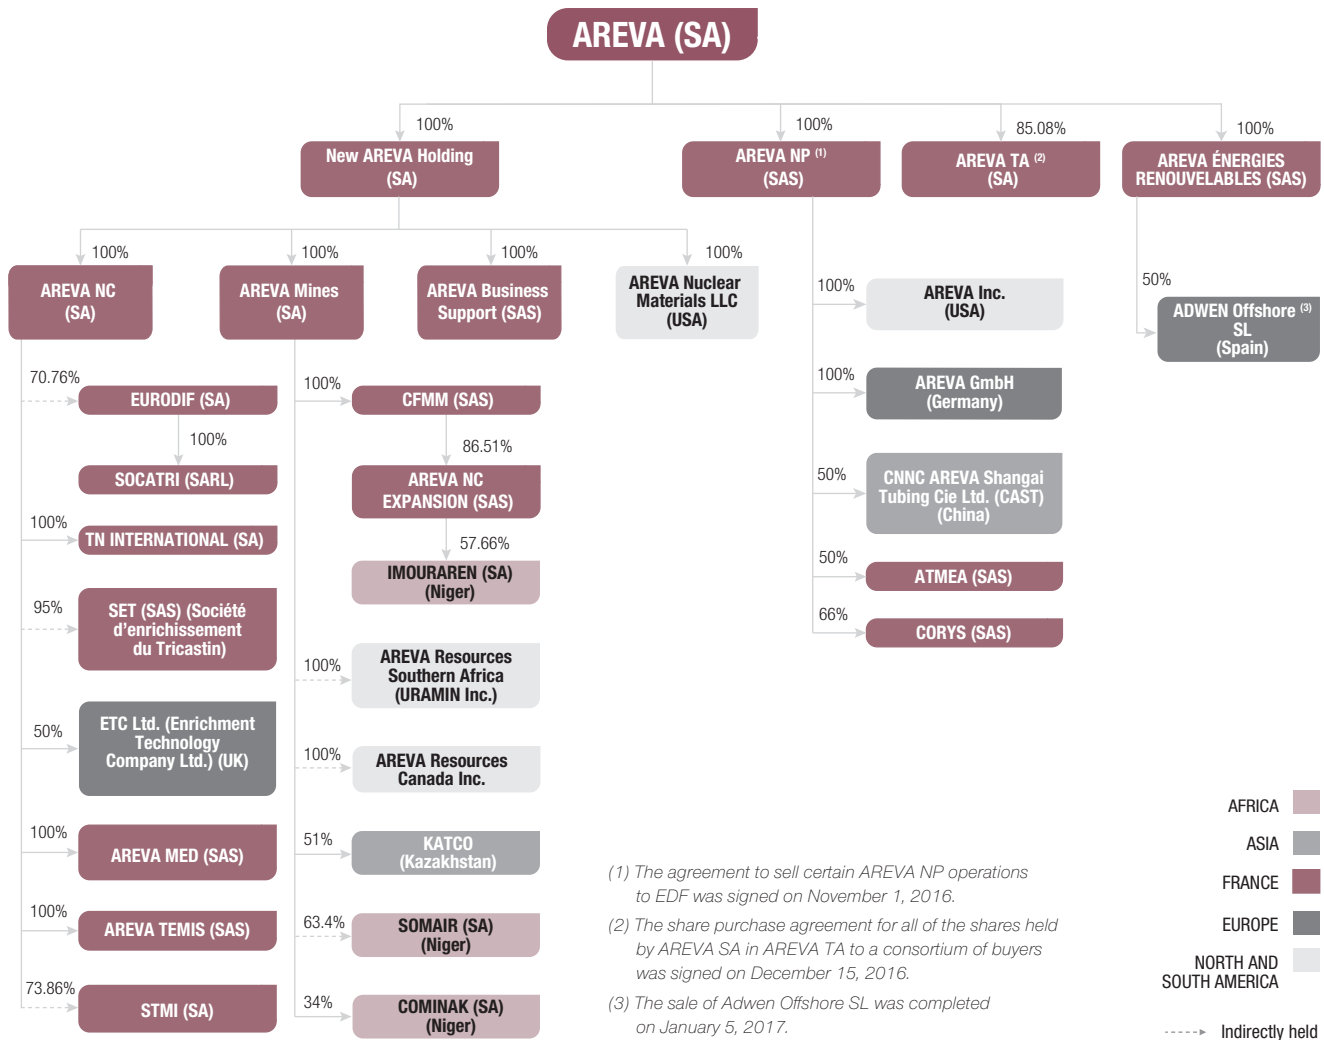 AREVA (SA)
100%
100%
85.08%
100%
New AREVA Holding
(SA)
AREVA NP (1)
(SAS)
AREVA TA (2)
(SA)
AREVA ÉNERGIES
RENOUVELABLES (SAS)
100%
100%
100%
100%
AREVA NC
(SA)
AREVA Mines
(SA)
AREVA Business
Support (SAS)
AREVA Nuclear
Materials LLC
(USA)
70.76%
EURODIF (SA)
100%
SOCATRI (SARL)
100%
TN INTERNATIONAL (SA)
95%
SET (SAS) (Société
d'enrichissement
du Tricastin)
50%
ETC Ltd. (Enrichment
Technology
Company Ltd.) (UK)
100%
AREVA MED (SAS)
100%
AREVA TEMIS (SAS)
73.86%
STMI (SA)
100%
CFMM (SAS)
86.51%
AREVA NC
EXPANSION (SAS)
57.66%
IMOURAREN (SA)
(Niger)
100%
AREVA Resources
Southern Africa
(URAMIN Inc.)
100%
AREVA Resources
Canada Inc.
51%
KATCO
(Kazakhstan)
63.4%
SOMAIR (SA)
(Niger)
34%
COMINAK (SA)
(Niger)
100%
AREVA Inc.
(USA)
100%
AREVA GmbH
(Germany)
50%
CNNC AREVA Shangai
Tubing Cie Ltd. (CAST)
(China)
50%
ATMEA (SAS)
66%
CORYS (SAS)
50%
ADWEN Offshore (3)
SL
(Spain)
(1) The agreement to sell certain AREVA NP operations
to EDF was signed on November 1, 2016.
(2) The share purchase agreement for all of the shares held
by AREVA SA in AREVA TA to a consortium of buyers
was signed on December 15, 2016.
(3) The sale of Adwen Offshore SL was completed
on January 5, 2017.
AFRICA
ASIA
FRANCE
EUROPE
NORTH AND
SOUTH AMERICA
Indirectly held